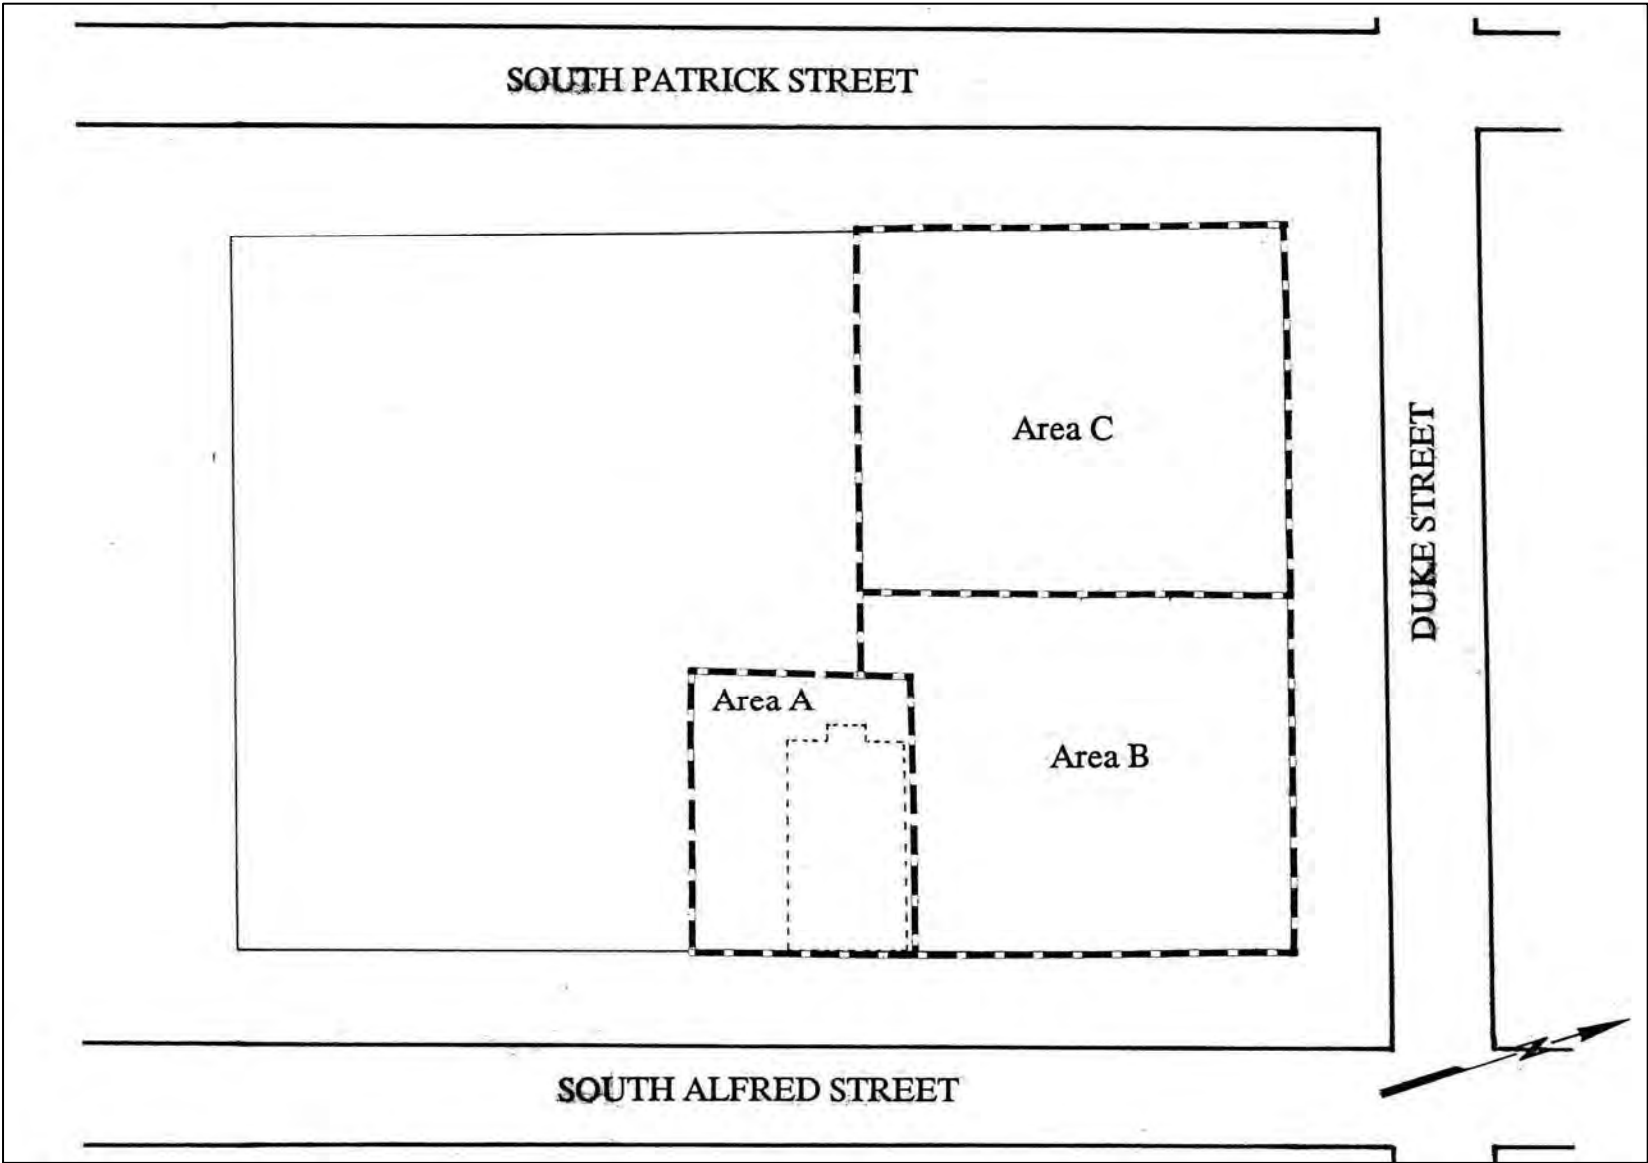 SOUTH PATRICK STREET
Area C
DUKE STREET
Area A
Area B
SOUTH ALFRED STREET